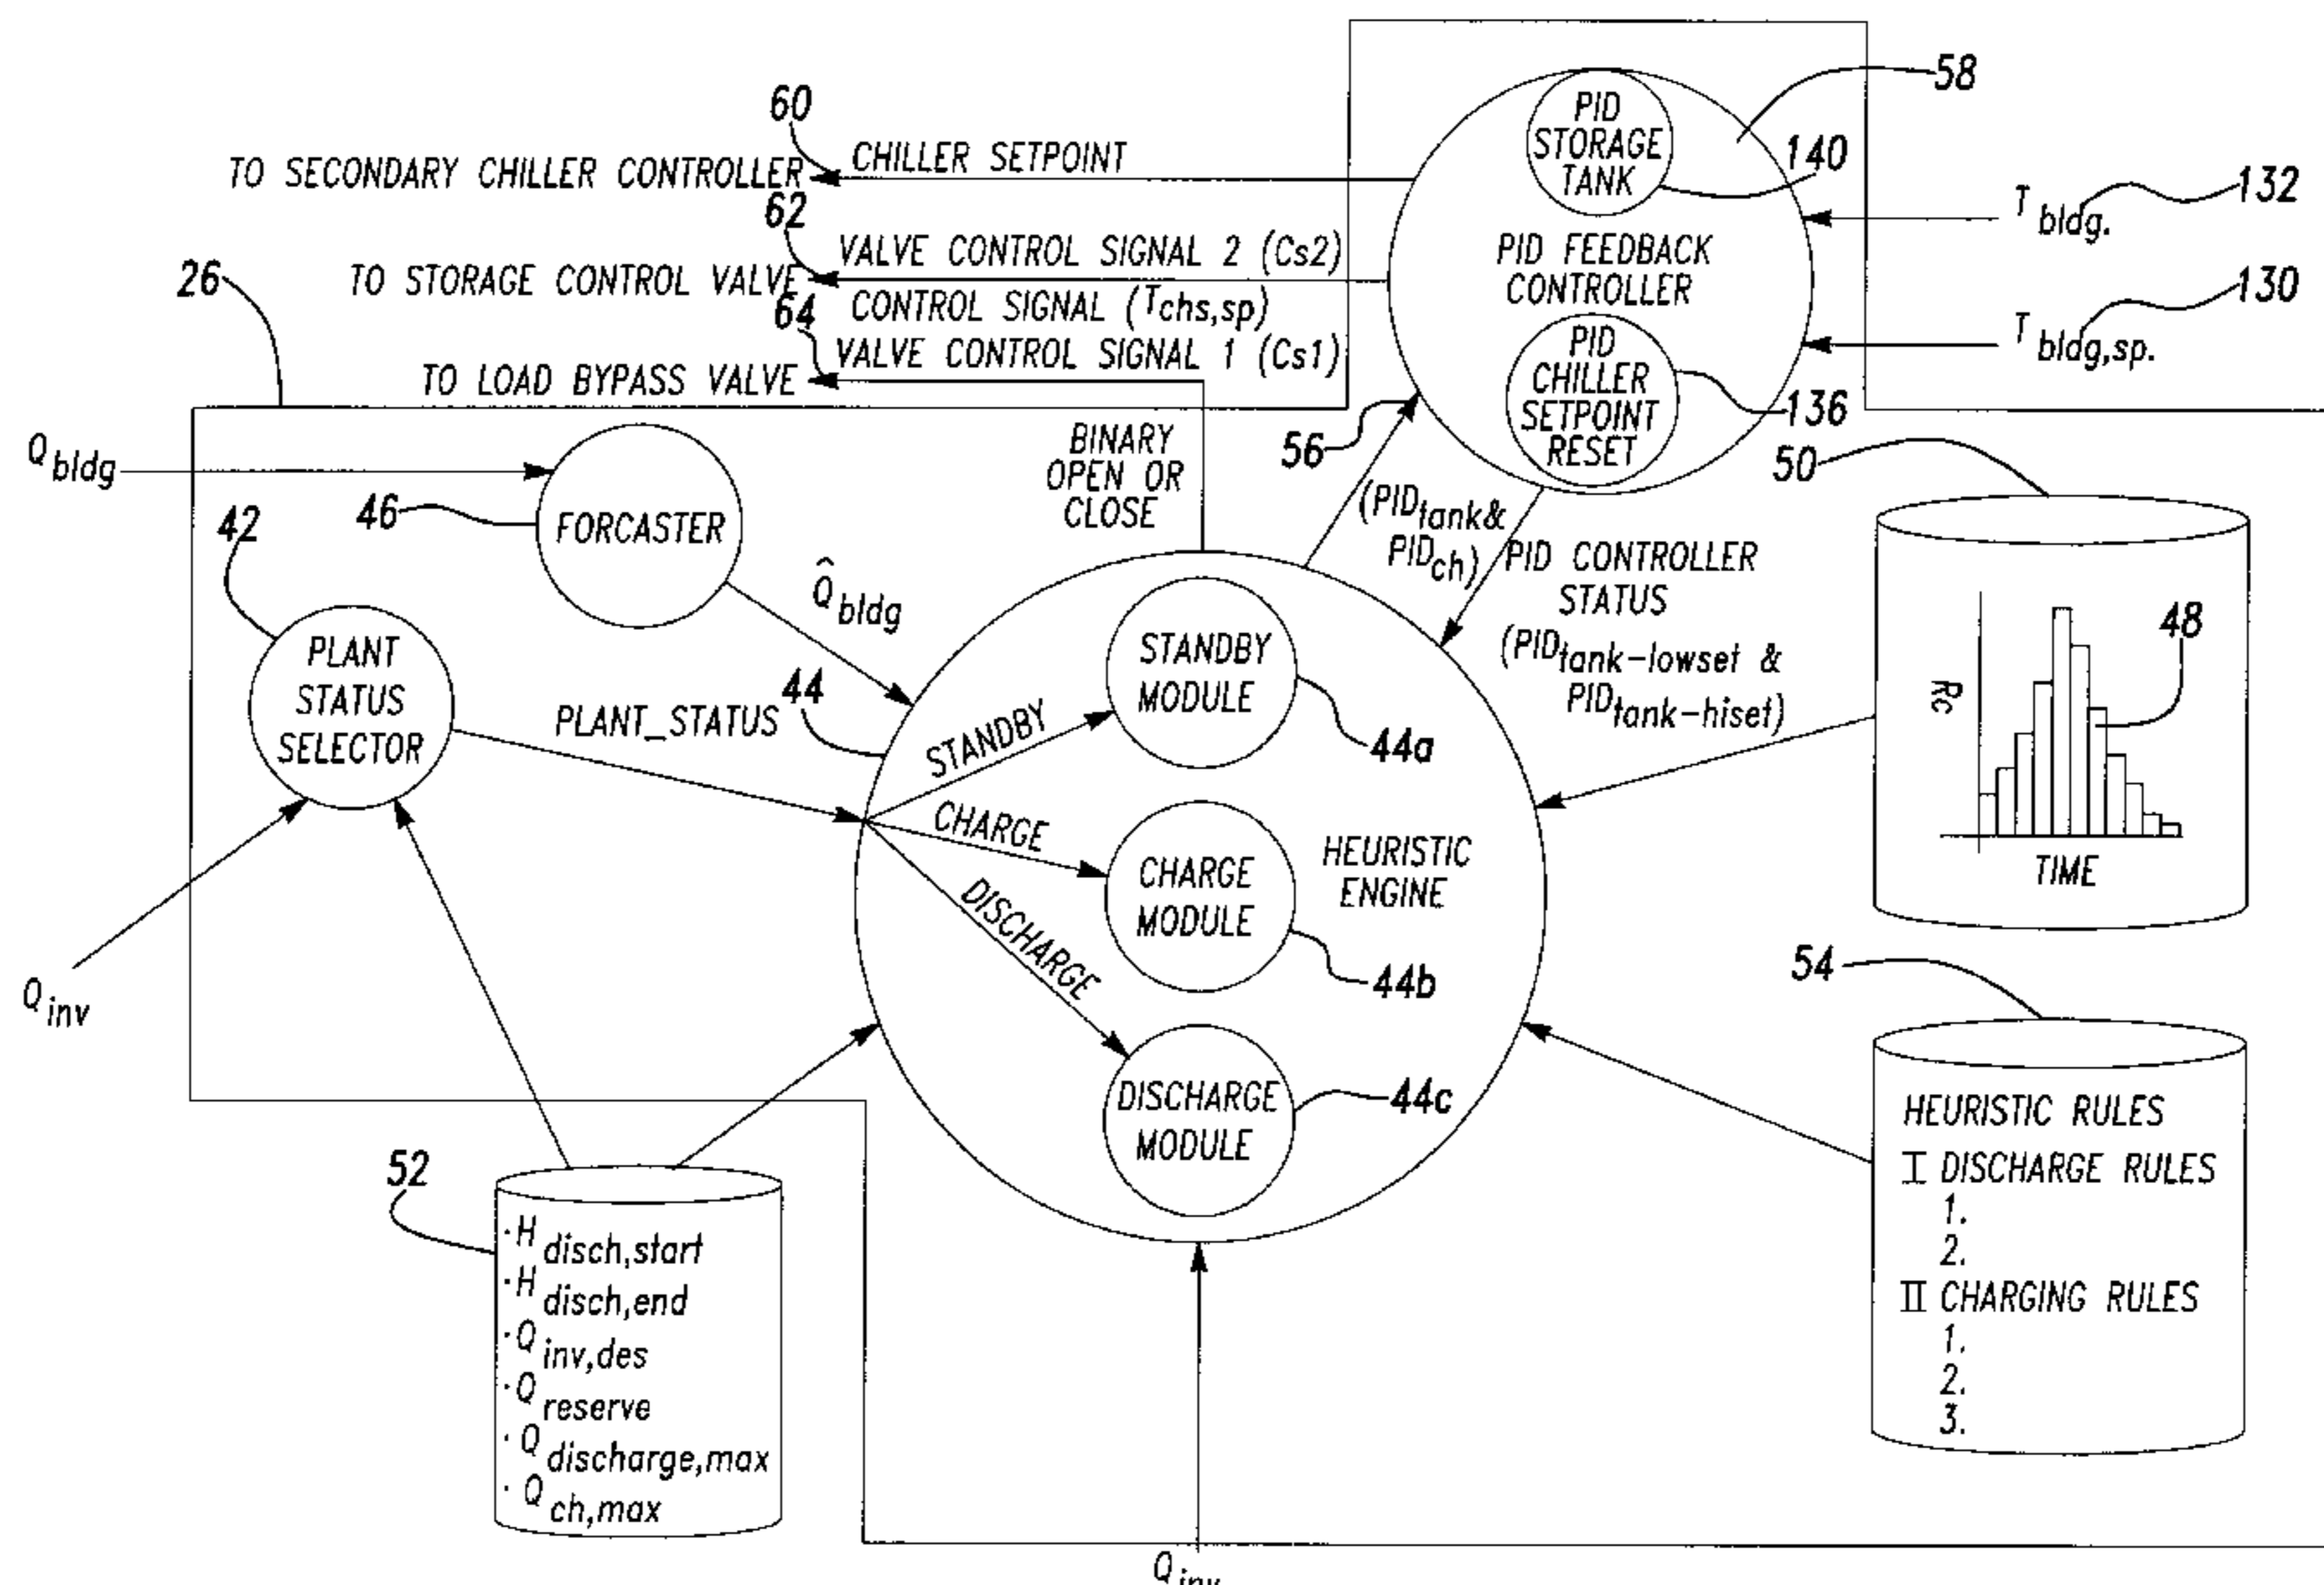 58
60
PID
STORAGE
TANK
140
TO SECONDARY CHILLER CONTROLLER
CHILLER SETPOINT
132
T bldg.
62
VALVE CONTROL SIGNAL 2 (Cs2)
PID FEEDBACK
CONTROLLER
26
TO STORAGE CONTROL VALVE
130
64
CONTROL SIGNAL (Tchs,sp)
T bldg,sp.
VALVE CONTROL SIGNAL 1 (Cs1)
TO LOAD BYPASS VALVE
PID
CHILLER
SETPOINT
RESET
136
56
50
Q bldg
BINARY
OPEN OR
CLOSE
42
46
FORCASTER
(PIDtank&
PIDch)
PID CONTROLLER
STATUS
(PIDtank-lowset &
PIDtank-hiset)
Q̂ bldg
48
Rc
TIME
PLANT
STATUS
SELECTOR
PLANT_STATUS
44
STANDBY
STANDBY
MODULE
44a
CHARGE
CHARGE
MODULE
HEURISTIC
ENGINE
44b
DISCHARGE
Q inv
54
DISCHARGE
MODULE
44c
HEURISTIC RULES
I DISCHARGE RULES
1.
2.
II CHARGING RULES
1.
2.
3.
52
·H disch,start
·H disch,end
·Q inv,des
·Q reserve
·Q discharge,max
·Q ch,max
Q inv